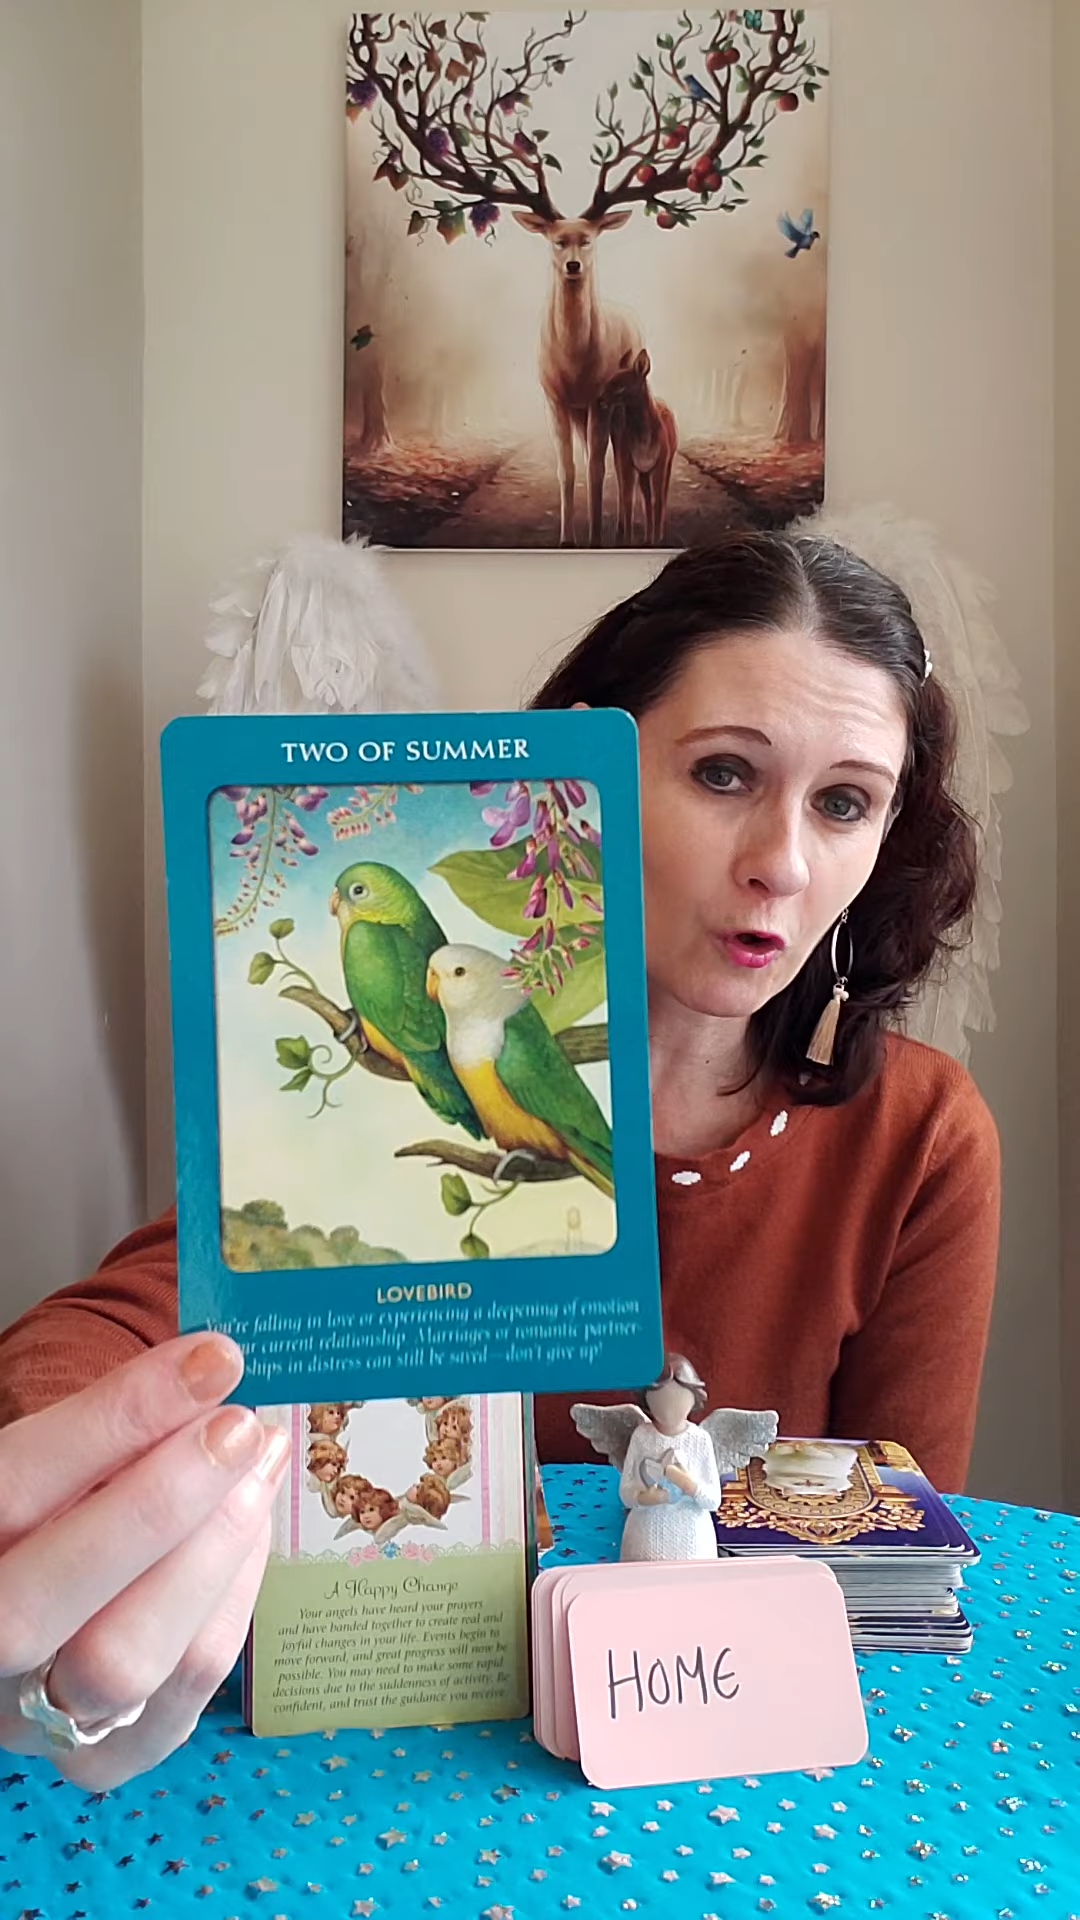 TWO OF SUMMER
LOVEBIRD
You're falling in love or experiencing a deepening of emotion
current relationship. Marriages or romantic partner-
ships in distress can still be saved—don't give up!
A Happy Change
Your angels have heard your prayers
and have banded together to create real and
joyful changes in your life. Events begin to
move forward, and great progress will now be
possible. You may need to make some rapid
decisions due to the suddenness of activity. Be
confident, and trust the guidance you receive.
HOME